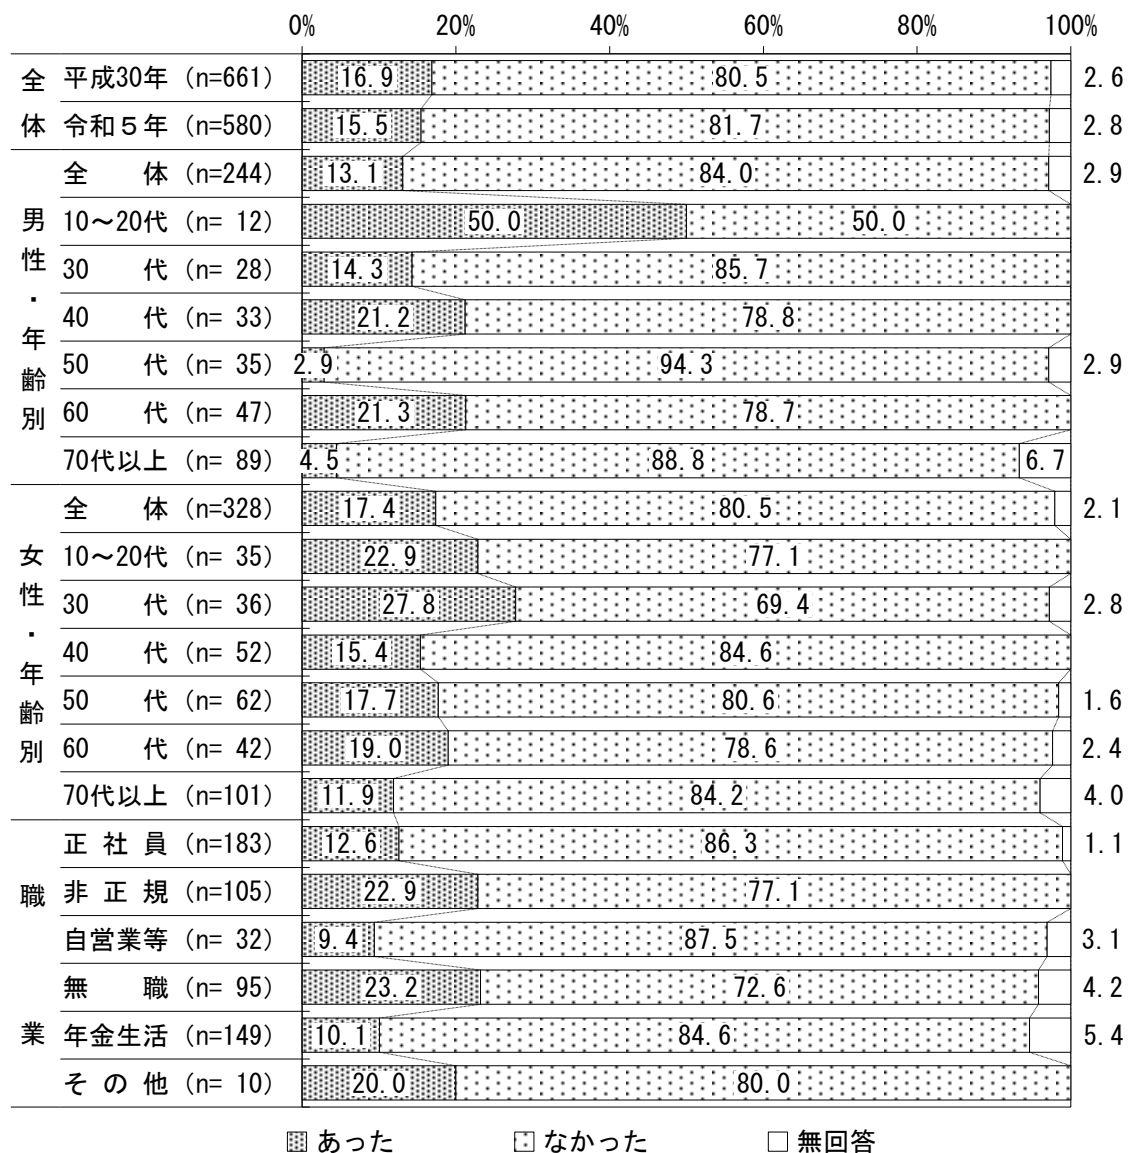 0% 20% 40% 60% 80% 100%
全体
平成30年 (n=661) 16.9 80.5 2.6
令和５年 (n=580) 15.5 81.7 2.8
男性・年齢別
全　体 (n=244) 13.1 84.0 2.9
10～20代 (n= 12) 50.0 50.0
30　代 (n= 28) 14.3 85.7
40　代 (n= 33) 21.2 78.8
50　代 (n= 35) 2.9 94.3 2.9
60　代 (n= 47) 21.3 78.7
70代以上 (n= 89) 4.5 88.8 6.7
女性・年齢別
全　体 (n=328) 17.4 80.5 2.1
10～20代 (n= 35) 22.9 77.1
30　代 (n= 36) 27.8 69.4 2.8
40　代 (n= 52) 15.4 84.6
50　代 (n= 62) 17.7 80.6 1.6
60　代 (n= 42) 19.0 78.6 2.4
70代以上 (n=101) 11.9 84.2 4.0
職業
正 社 員 (n=183) 12.6 86.3 1.1
非 正 規 (n=105) 22.9 77.1
自営業等 (n= 32) 9.4 87.5 3.1
無　職 (n= 95) 23.2 72.6 4.2
年金生活 (n=149) 10.1 84.6 5.4
そ の 他 (n= 10) 20.0 80.0
あった なかった 無回答